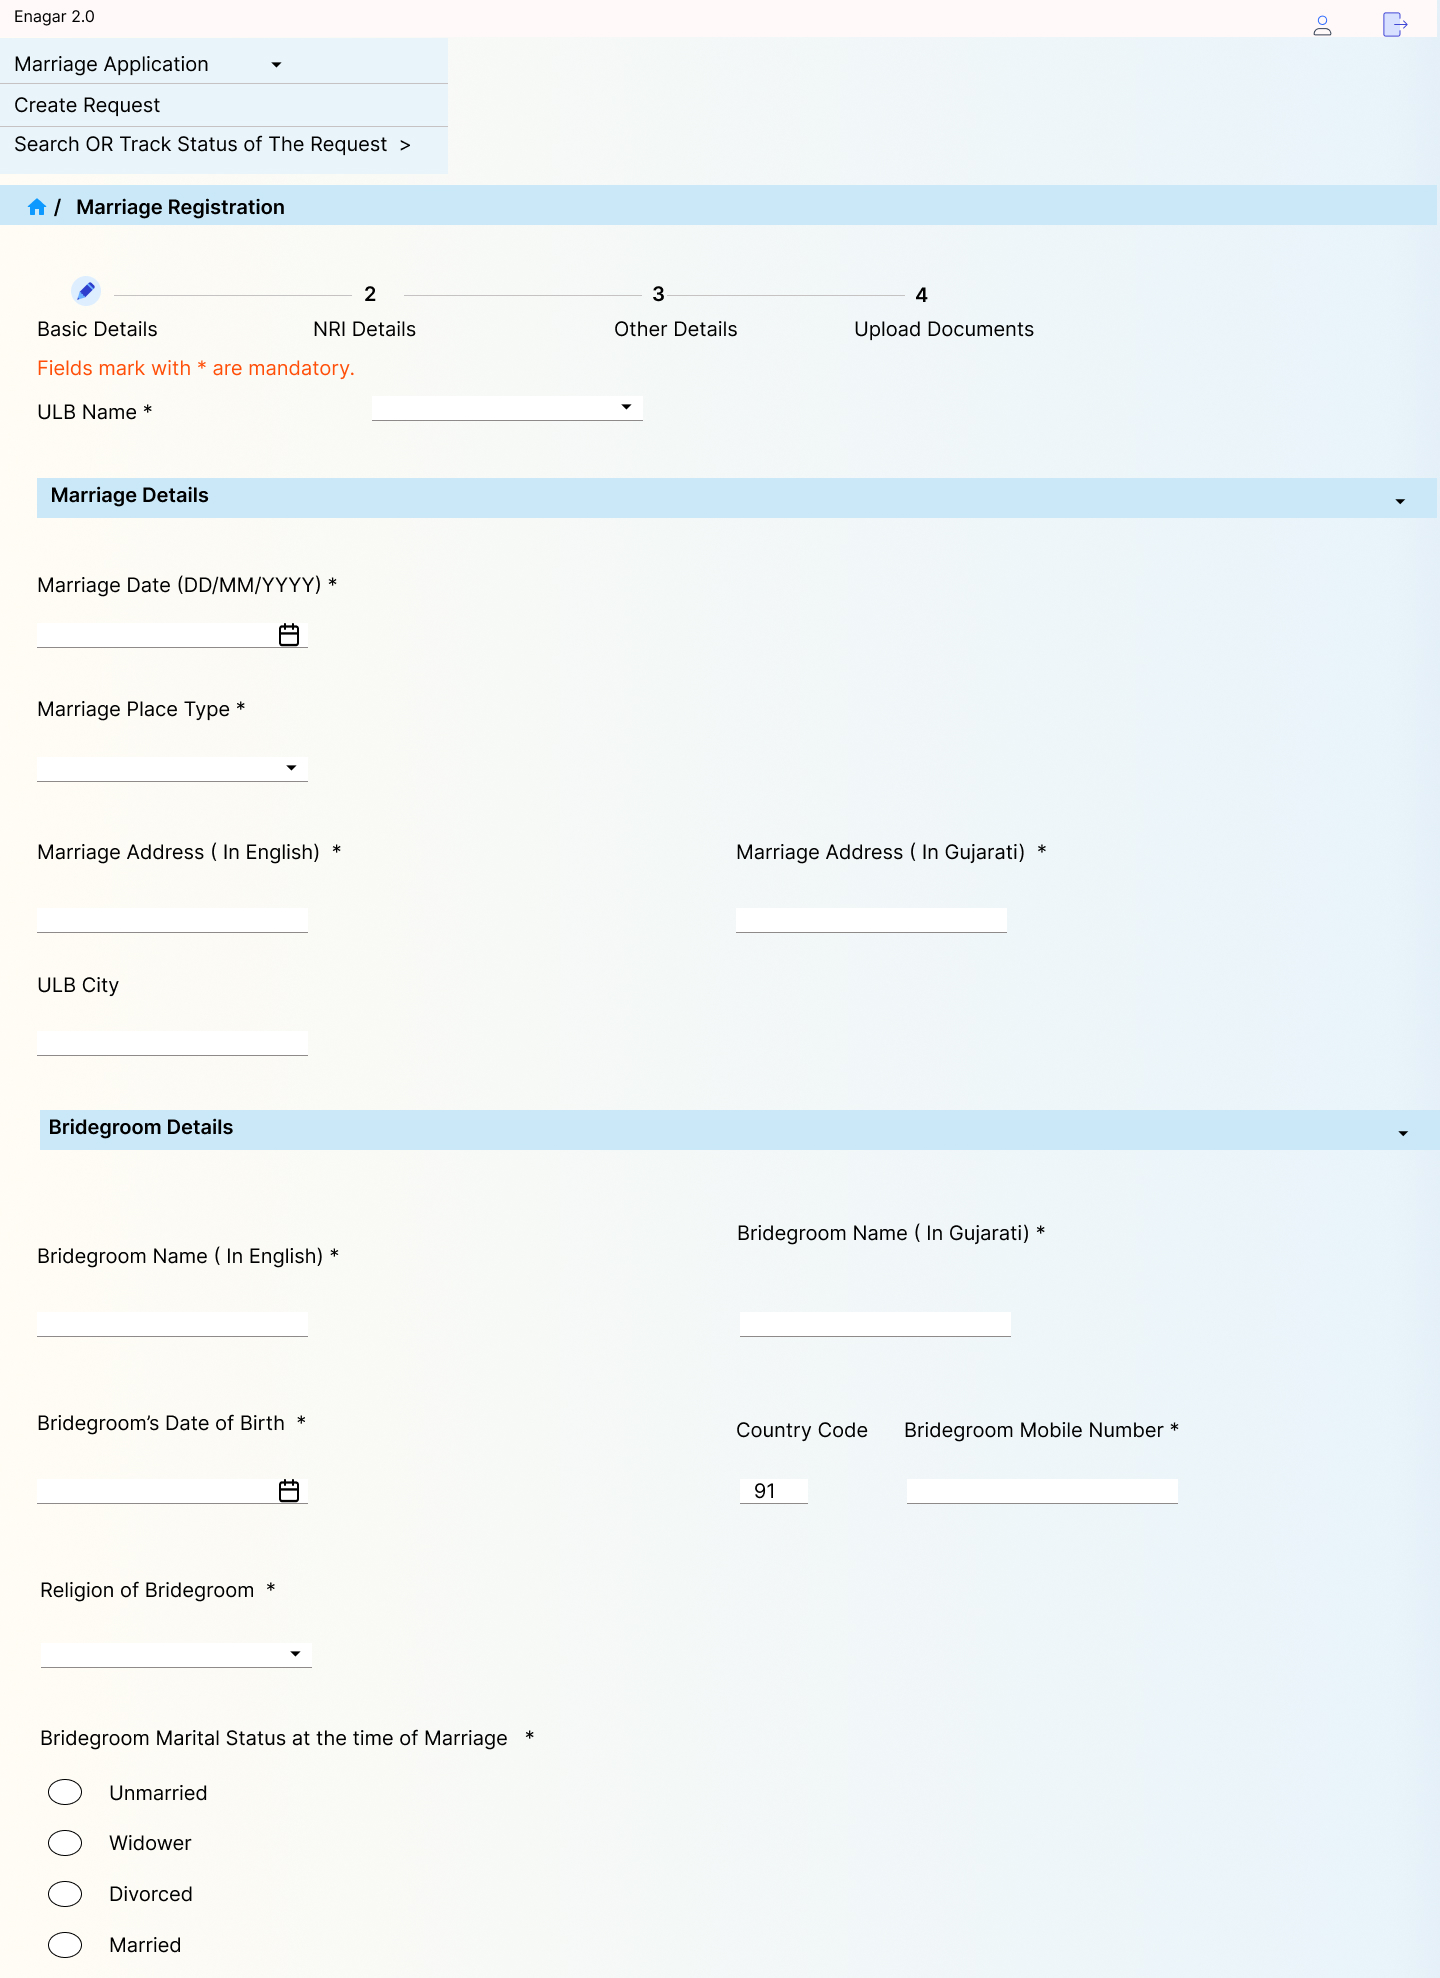 Enagar 2.0
Marriage Application
Create Request
Search OR Track Status of The Request >
/ Marriage Registration
2
3
4
Basic Details
NRI Details
Other Details
Upload Documents
Fields mark with * are mandatory.
ULB Name *
Marriage Details
Marriage Date (DD/MM/YYYY) *
Marriage Place Type *
Marriage Address ( In English) *
Marriage Address ( In Gujarati) *
ULB City
Bridegroom Details
Bridegroom Name ( In Gujarati) *
Bridegroom Name ( In English) *
Bridegroom’s Date of Birth *
Country Code
Bridegroom Mobile Number *
91
Religion of Bridegroom *
Bridegroom Marital Status at the time of Marriage *
Unmarried
Widower
Divorced
Married